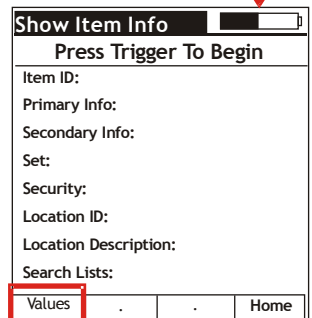 Show Item Info
Press Trigger To Begin
Item ID:
Primary Info:
Secondary Info:
Set:
Security:
Location ID:
Location Description:
Search Lists:
Values . . Home